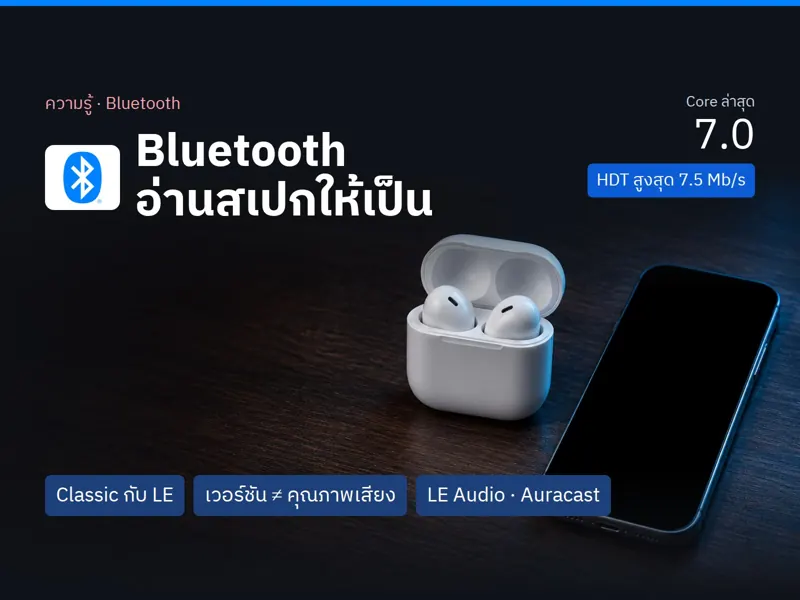 ความรู้ · Bluetooth
Bluetooth
อ่านสเปกให้เป็น
Core ล่าสุด
7.0
HDT สูงสุด 7.5 Mb/s
Classic กับ LE
เวอร์ชัน ≠ คุณภาพเสียง
LE Audio · Auracast